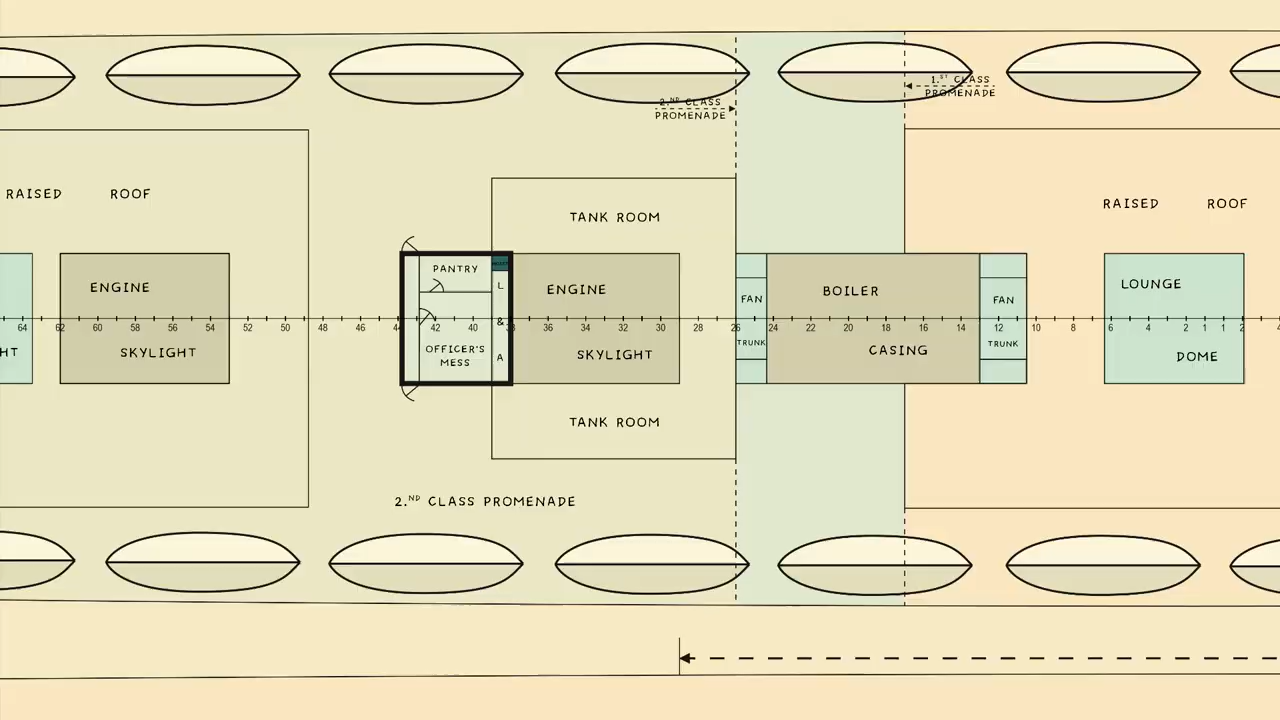 1.ST CLASS
PROMENADE
2.ND CLASS
PROMENADE
RAISED ROOF
RAISED ROOF
TANK ROOM
PANTRY
ENGINE
SKYLIGHT
HT
OFFICER'S
MESS
L
&
A
ENGINE
SKYLIGHT
FAN
TRUNK
BOILER
CASING
FAN
TRUNK
LOUNGE
DOME
64 62 60 58 56 54 52 50 48 46 44 42 40 38 36 34 32 30 28 26 24 22 20 18 16 14 12 10 8 6 4 2 1 1 2 4
TANK ROOM
2.ND CLASS PROMENADE